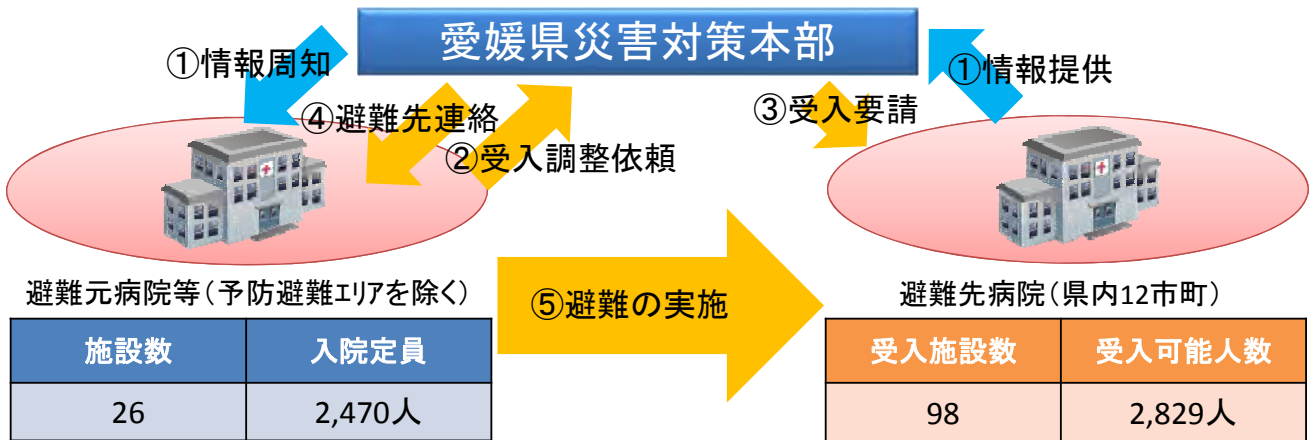 愛媛県災害対策本部
①情報周知
①情報提供
④避難先連絡
③受入要請
②受入調整依頼
避難元病院等(予防避難ｴﾘｱを除く)
⑤避難の実施
避難先病院(県内12市町)
施設数 入院定員
26 2,470人
受入施設数 受入可能人数
98 2,829人